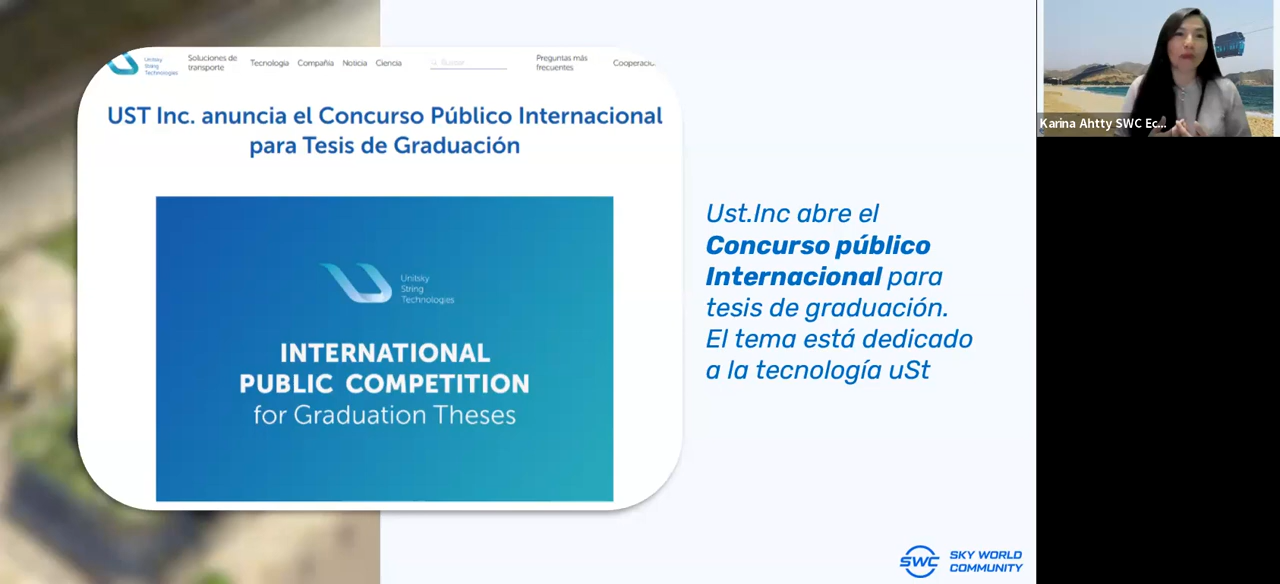 Unitsky
String
Technologies
Soluciones de
transporte
Tecnología
Compañía
Noticia
Ciencia
Buscar
Preguntas más
frecuentes
UST Inc. anuncia el Concurso Público Internacional
para Tesis de Graduación
Unitsky
String
Technologies
INTERNATIONAL
PUBLIC COMPETITION
for Graduation Theses
Ust.Inc abre el
Concurso público
Internacional para
tesis de graduación.
El tema está dedicado
a la tecnología uSt
SWC
SKY WORLD
COMMUNITY
Karina Ahtty SWC Ec...